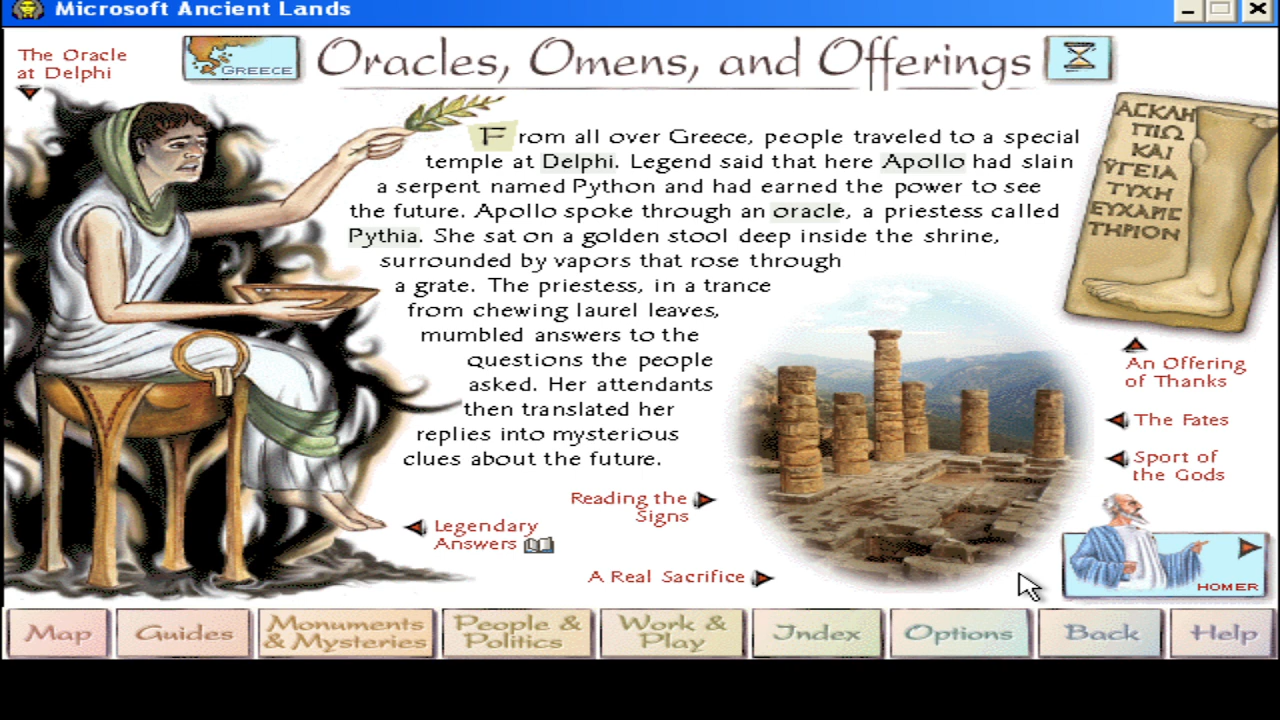 Microsoft Ancient Lands
The Oracle
at Delphi
GREECE
Oracles, Omens, and Offerings
From all over Greece, people traveled to a special
temple at Delphi. Legend said that here Apollo had slain
a serpent named Python and had earned the power to see
the future. Apollo spoke through an oracle, a priestess called
Pythia. She sat on a golden stool deep inside the shrine,
surrounded by vapors that rose through
a grate. The priestess, in a trance
from chewing laurel leaves,
mumbled answers to the
questions the people
asked. Her attendants
then translated her
replies into mysterious
clues about the future.
ΑΣΚΛΗ
ΠΙΩ
ΚΑΙ
ΥΓΕΙΑ
ΤΥΧΗ
ΕΥΧΑΡΙΣ
ΤΗΡΙΟΝ
An Offering
of Thanks
The Fates
Sport of
the Gods
Reading the
Signs
Legendary
Answers
A Real Sacrifice
HOMER
Map
Guides
Monuments
& Mysteries
People &
Politics
Work &
Play
Index
Options
Back
Help